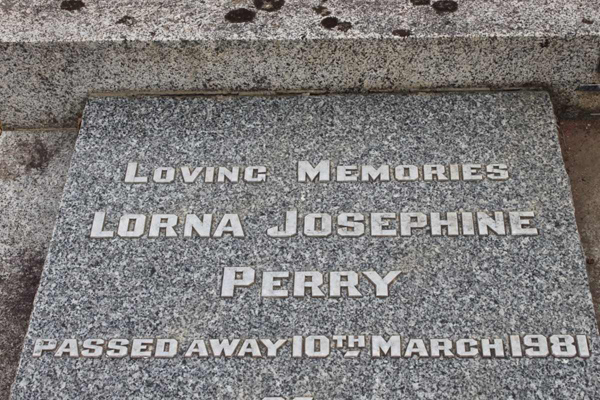 Loving Memories
Lorna Josephine
Perry
Passed away 10th March 1981